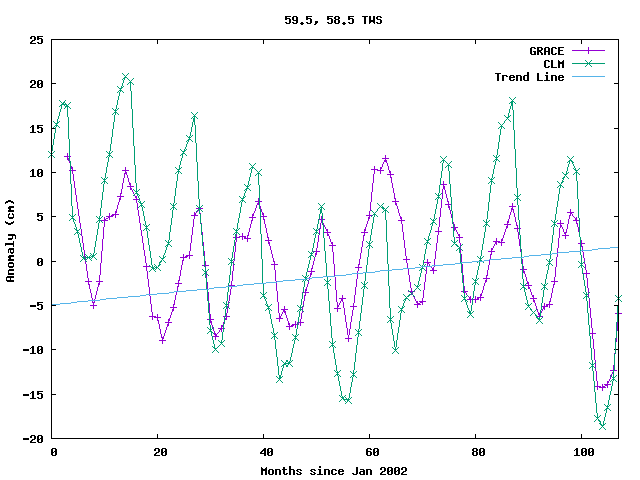 59.5, 58.5 TWS
GRACE
CLM
Trend Line
25
20
15
10
5
0
-5
-10
-15
-20
Anomaly (cm)
0 20 40 60 80 100
Months since Jan 2002